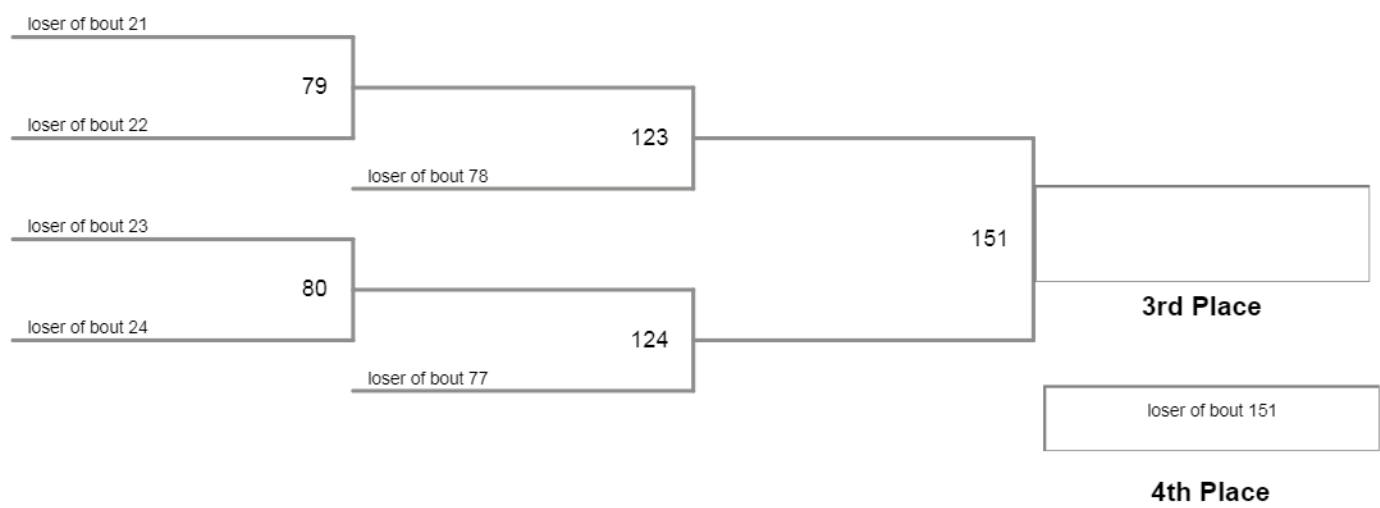 loser of bout 21
79
loser of bout 22
123
loser of bout 78
loser of bout 23
151
80
3rd Place
loser of bout 24
124
loser of bout 77
loser of bout 151
4th Place